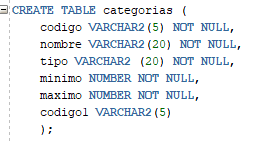 CREATE TABLE categorias (
codigo VARCHAR2(5) NOT NULL,
nombre VARCHAR2(20) NOT NULL,
tipo VARCHAR2 (20) NOT NULL,
minimo NUMBER NOT NULL,
maximo NUMBER NOT NULL,
codigo1 VARCHAR2(5)
);